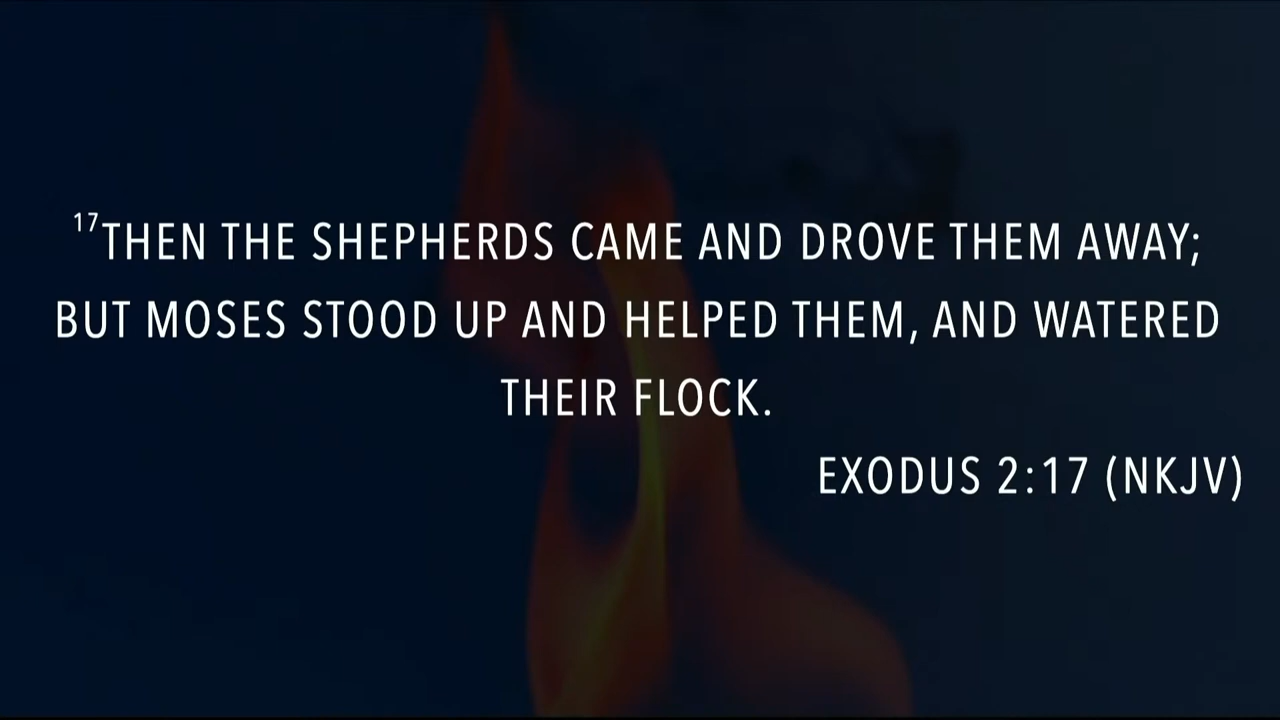 17THEN THE SHEPHERDS CAME AND DROVE THEM AWAY;
BUT MOSES STOOD UP AND HELPED THEM, AND WATERED
THEIR FLOCK.
EXODUS 2:17 (NKJV)